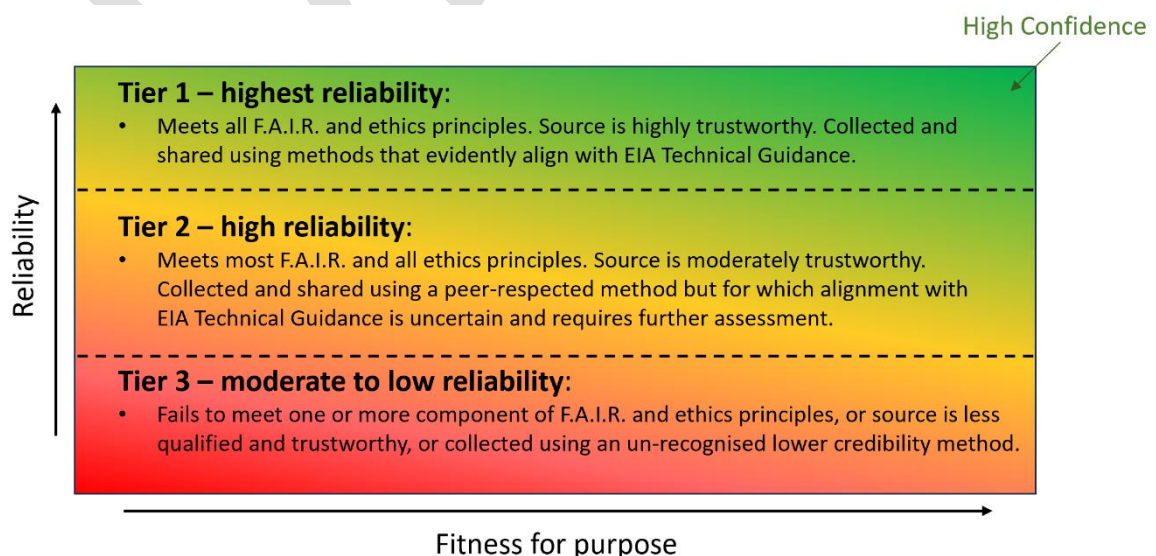 High Confidence
Tier 1 – highest reliability:
• Meets all F.A.I.R. and ethics principles. Source is highly trustworthy. Collected and
shared using methods that evidently align with EIA Technical Guidance.
Reliability
Tier 2 – high reliability:
• Meets most F.A.I.R. and all ethics principles. Source is moderately trustworthy.
Collected and shared using a peer-respected method but for which alignment with
EIA Technical Guidance is uncertain and requires further assessment.
Tier 3 – moderate to low reliability:
• Fails to meet one or more component of F.A.I.R. and ethics principles, or source is less
qualified and trustworthy, or collected using an un-recognised lower credibility method.
Fitness for purpose